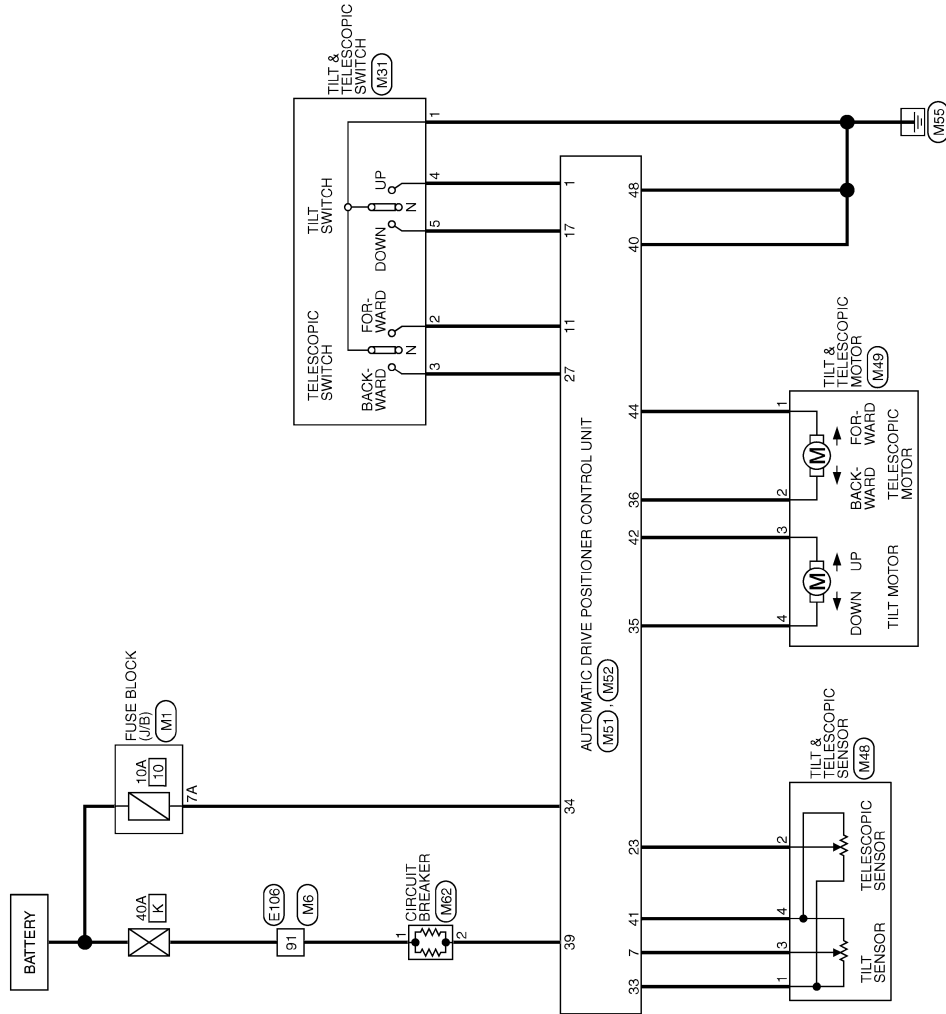 BATTERY
40A
K
10A
10
FUSE BLOCK
(J/B)
M1
7A
E106
M6
91
CIRCUIT
BREAKER
M62
1
2
39
34
TILT &
TELESCOPIC
SWITCH
M31
TELESCOPIC
SWITCH
TILT
SWITCH
BACK-
WARD
N
FOR-
WARD
DOWN
N
UP
3
2
5
4
1
27
11
17
1
AUTOMATIC DRIVE POSITIONER CONTROL UNIT
M51 , M52
33
7
41
23
35
42
36
44
40
48
1
3
4
2
TILT
SENSOR
TELESCOPIC
SENSOR
TILT &
TELESCOPIC
SENSOR
M48
4
3
2
1
M
M
DOWN
UP
BACK-
WARD
FOR-
WARD
TILT MOTOR
TELESCOPIC
MOTOR
TILT &
TELESCOPIC
MOTOR
M49
M55